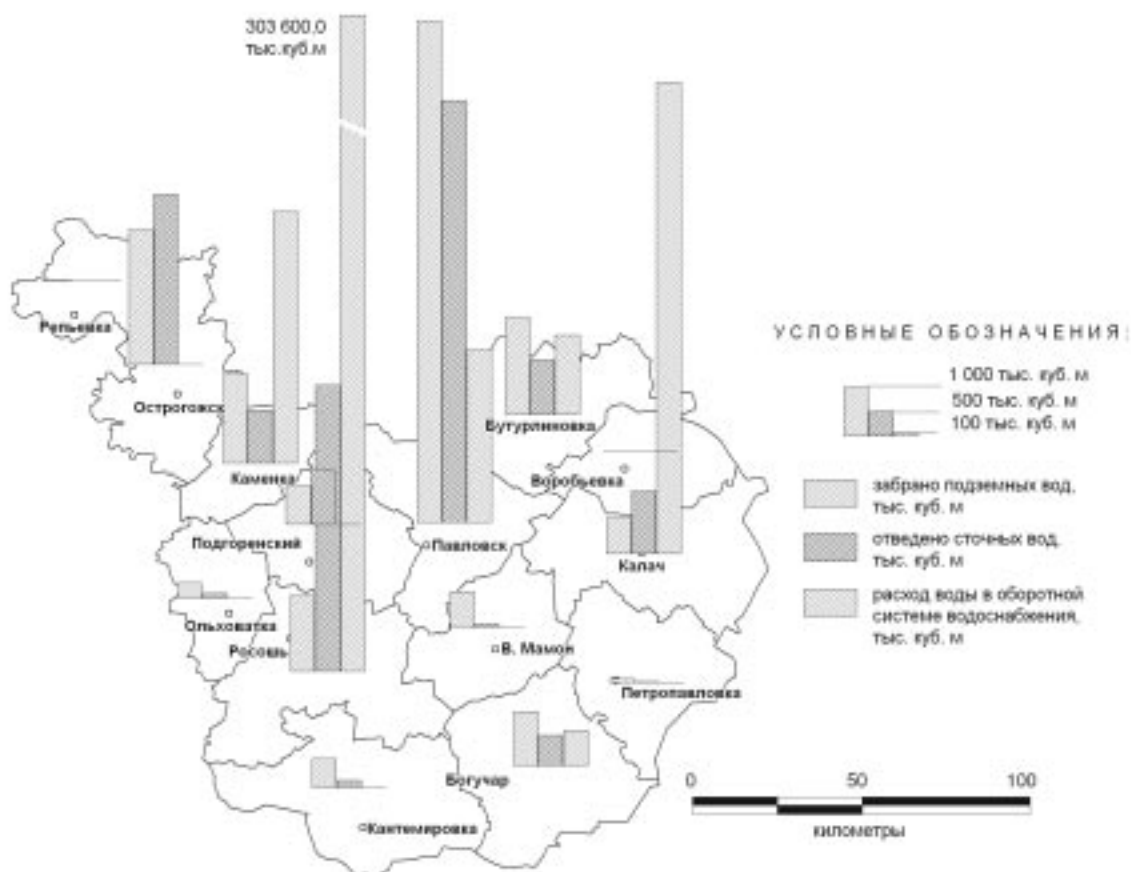 303 600,0
тыс.куб.м
Репьевка
Острогожск
Каменка
Бутурлиновка
Воробьевка
Подгоренский
Павловск
Калач
Ольховатка
Росошь
В. Мамон
Петропавловка
Богучар
Кантемировка
УСЛОВНЫЕ ОБОЗНАЧЕНИЯ:
1 000 тыс. куб. м
500 тыс. куб. м
100 тыс. куб. м
забрано подземных вод,
тыс. куб. м
отведено сточных вод,
тыс. куб. м
расход воды в оборотной
системе водоснабжения,
тыс. куб. м
0 50 100
километры